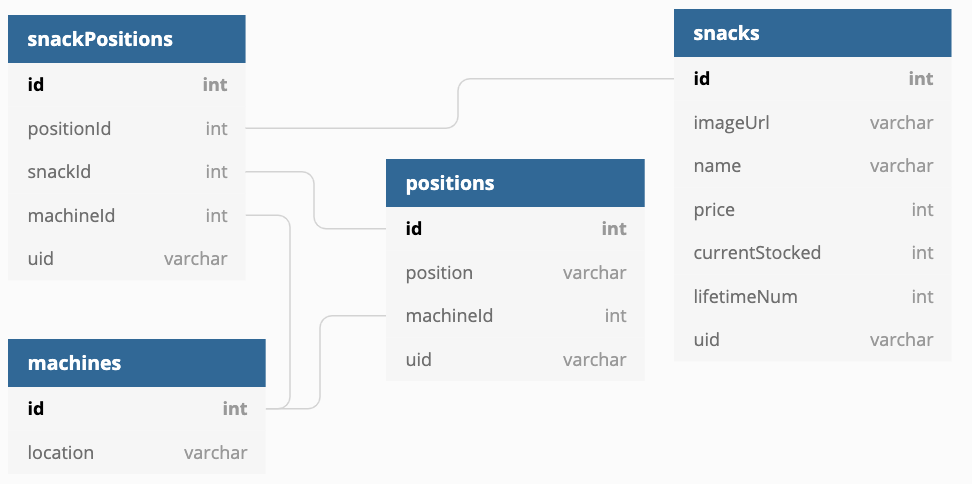 snackPositions
id int
positionId int
snackId int
machineId int
uid varchar
machines
id int
location varchar
positions
id int
position varchar
machineId int
uid varchar
snacks
id int
imageUrl varchar
name varchar
price int
currentStocked int
lifetimeNum int
uid varchar